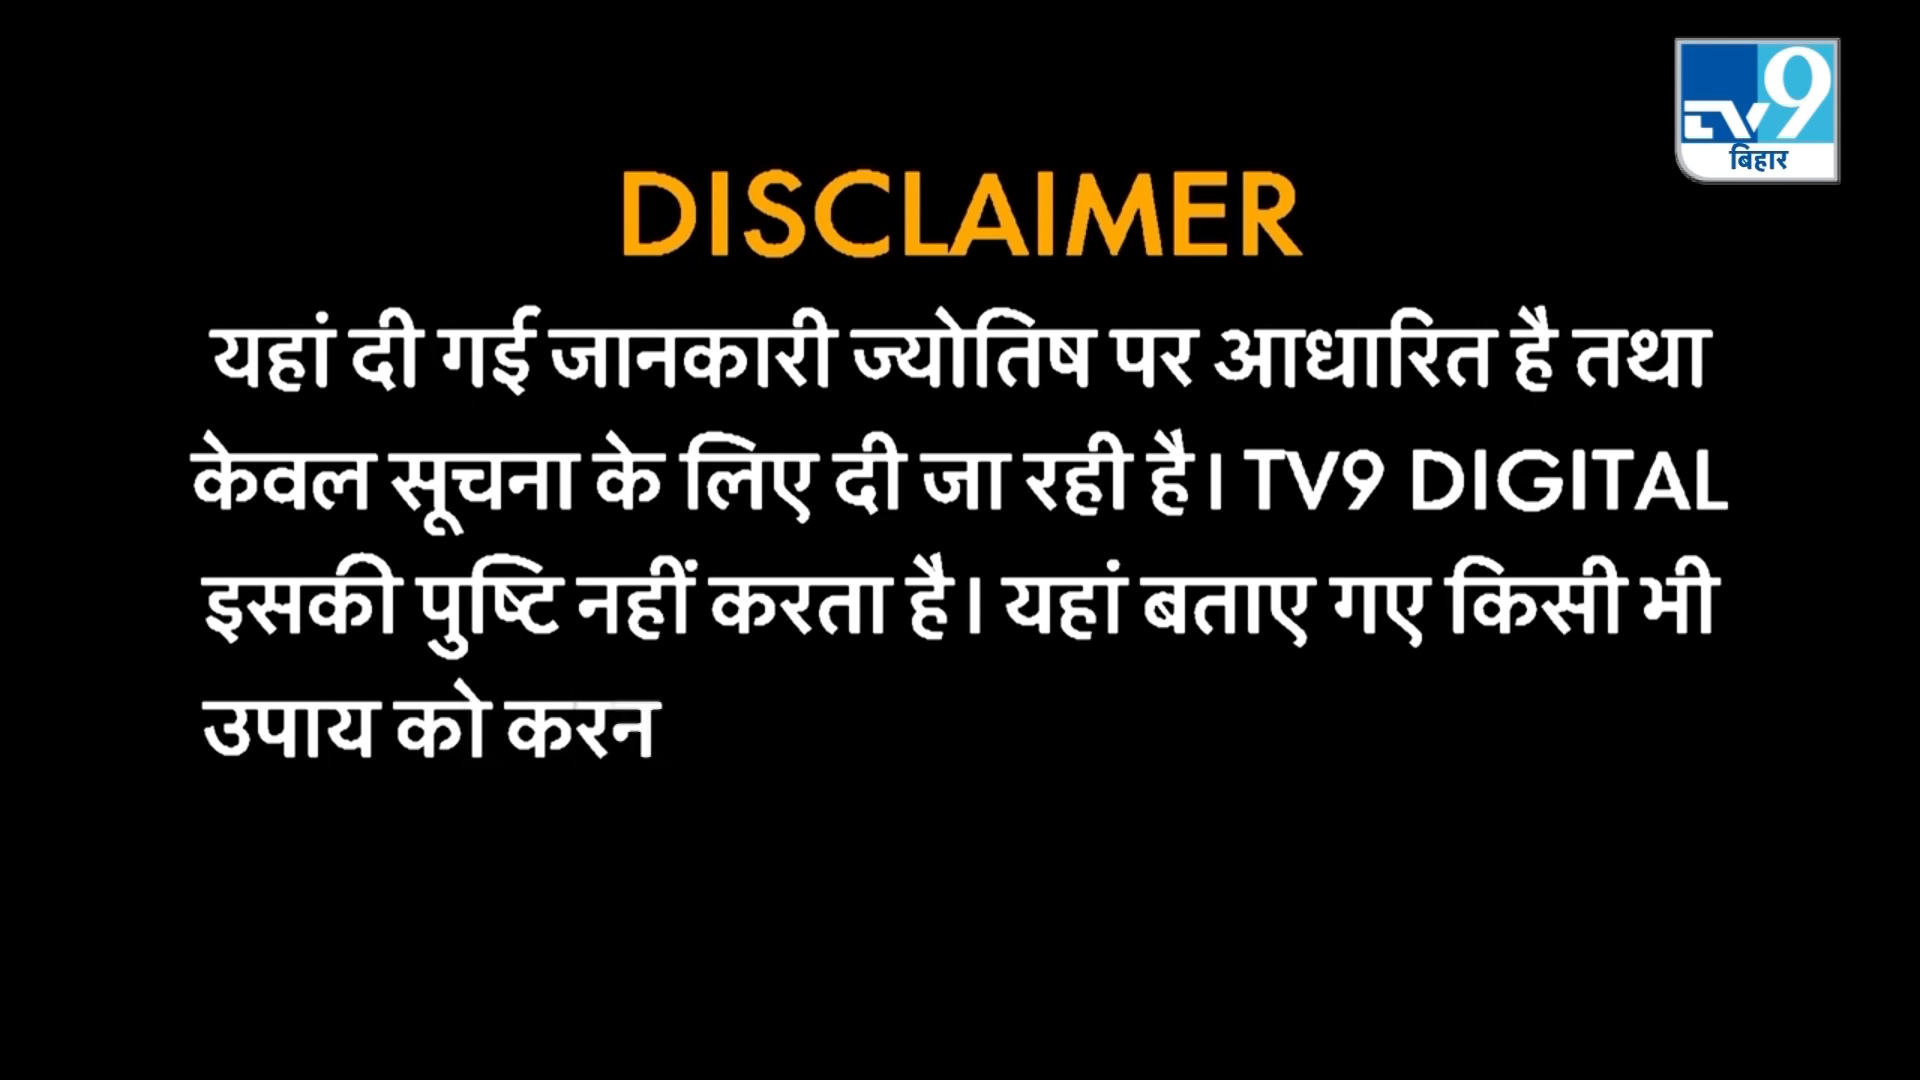 TV9
बिहार
DISCLAIMER
यहां दी गई जानकारी ज्योतिष पर आधारित है तथा
केवल सूचना के लिए दी जा रही है। TV9 DIGITAL
इसकी पुष्टि नहीं करता है। यहां बताए गए किसी भी
उपाय को करन